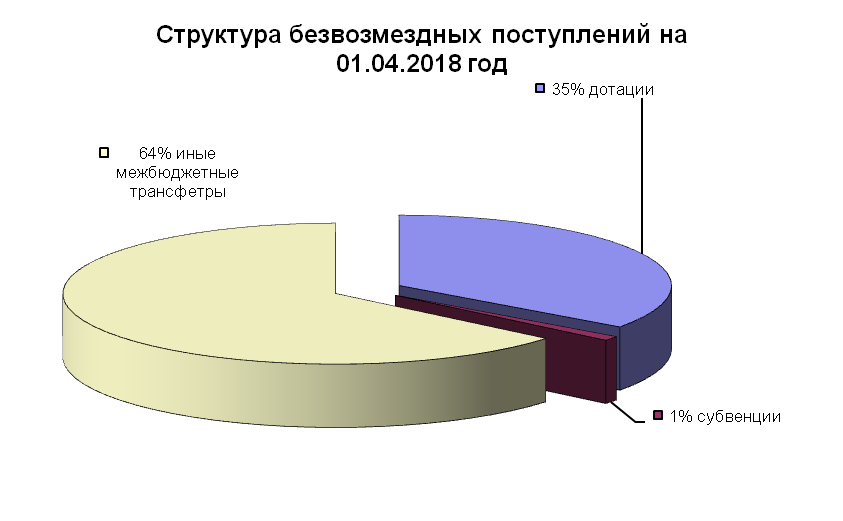 Структура безвозмездных поступлений на
01.04.2018 год
35% дотации
64% иные
межбюджетные
трансфетры
1% субвенции